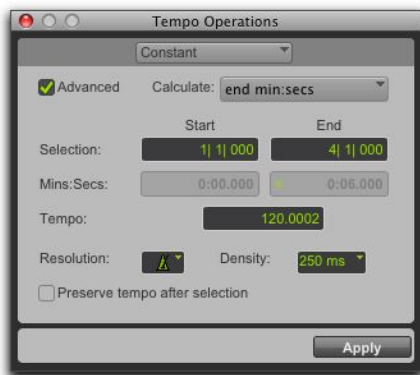 Tempo Operations
Constant
Advanced Calculate: end min:secs
Start End
Selection: 1| 1| 000 4| 1| 000
Mins:Secs: 0:00.000 0:06.000
Tempo: 120.0002
Resolution: Density: 250 ms
Preserve tempo after selection
Apply